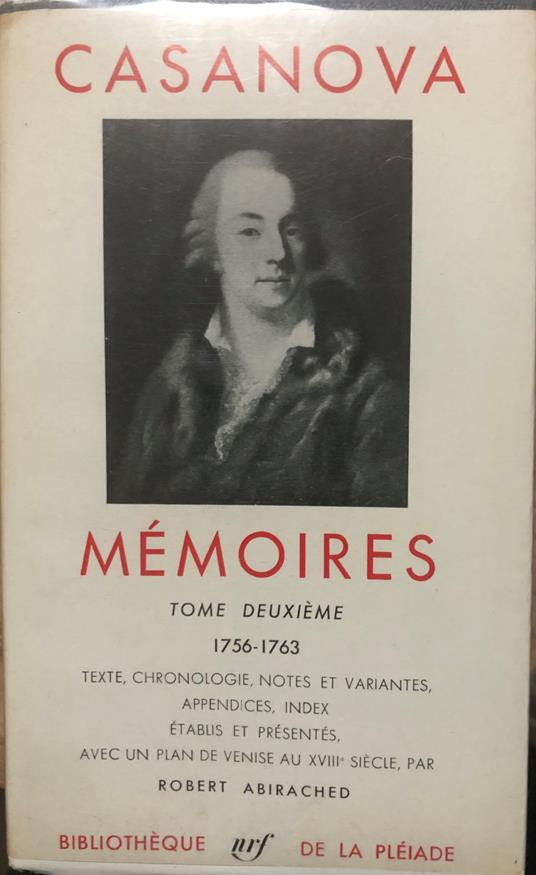 CASANOVA
MÉMOIRES
TOME DEUXIÈME
1756-1763
TEXTE, CHRONOLOGIE, NOTES ET VARIANTES,
APPENDICES, INDEX
ÉTABLIS ET PRÉSENTÉS,
AVEC UN PLAN DE VENISE AU XVIIIᵉ SIÈCLE, PAR
ROBERT ABIRACHED
BIBLIOTHÈQUE nrf DE LA PLÉIADE